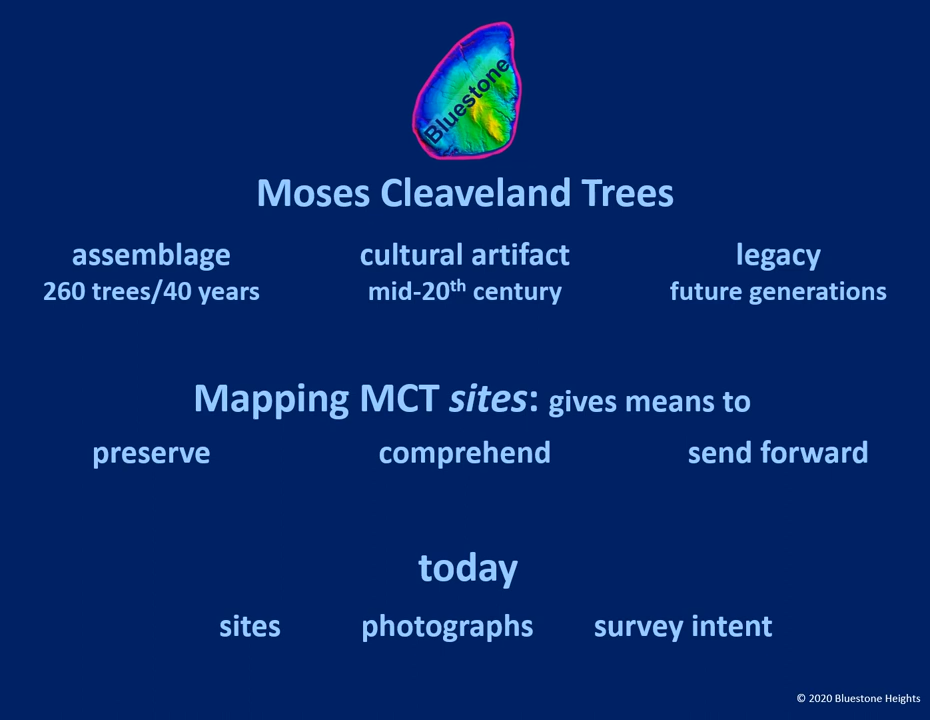 Bluestone
Moses Cleaveland Trees
assemblage cultural artifact legacy
260 trees/40 years mid-20th century future generations
Mapping MCT sites: gives means to
preserve comprehend send forward
today
sites photographs survey intent
© 2020 Bluestone Heights